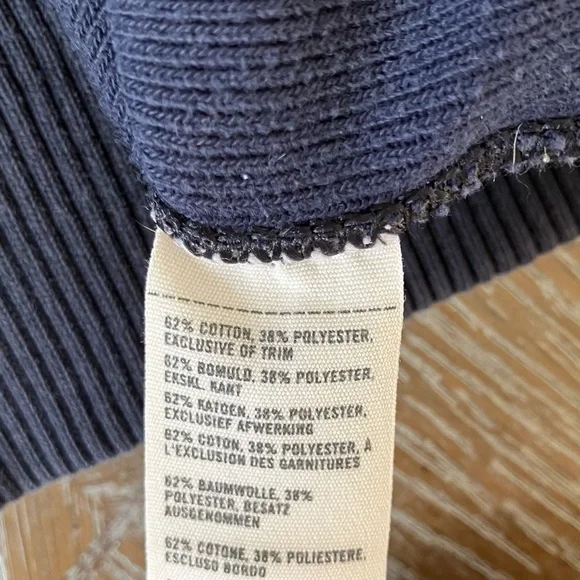 62% COTTON, 38% POLYESTER,
EXCLUSIVE OF TRIM
62% BOMULD, 38% POLYESTER,
EKSKL. KANT
62% KATOEN, 38% POLYESTER,
EXCLUSIEF AFWERKING
62% COTON, 38% POLYESTER, À
L'EXCLUSION DES GARNITURES
62% BAUMWOLLE, 38%
POLYESTER, BESATZ
AUSGENOMMEN
62% COTONE, 38% POLIESTERE,
ESCLUSO BORDO